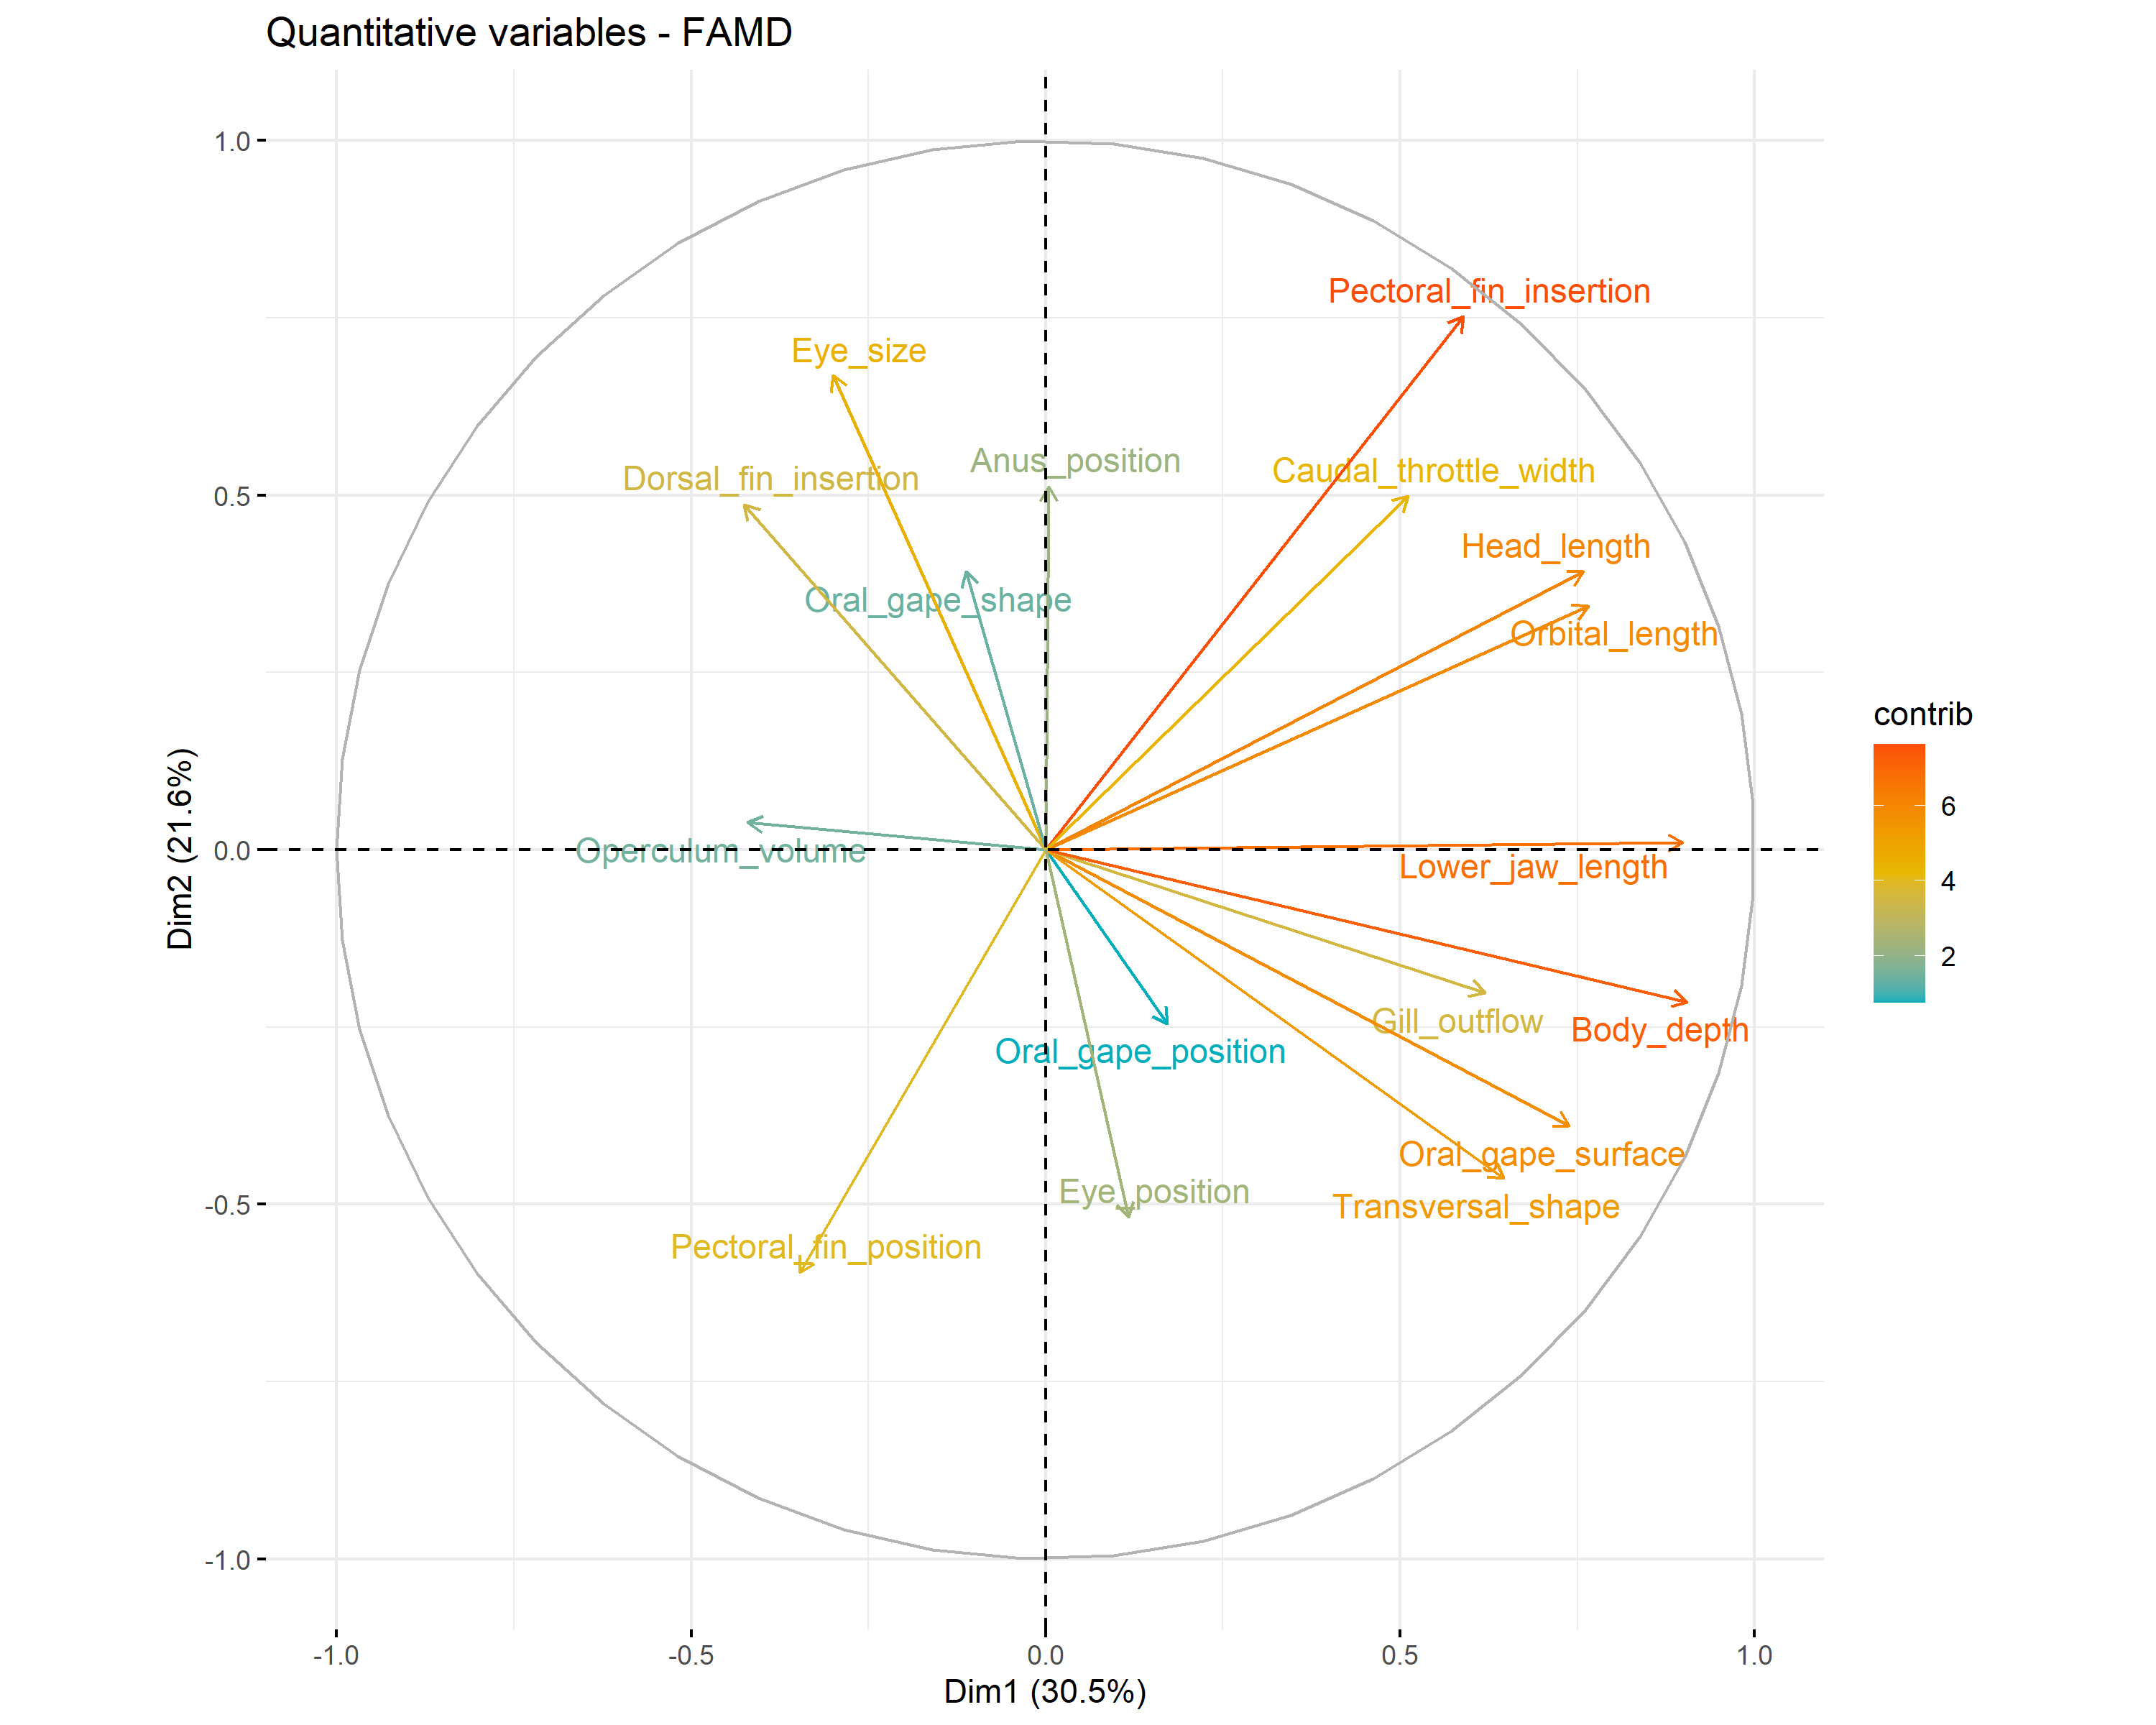 Quantitative variables - FAMD
1.0
Pectoral_fin_insertion
Eye_size
Anus_position
Caudal_throttle_width
Dorsal_fin_insertion
0.5
Head_length
Oral_gape_shape
Orbital_length
contrib
6
4
2
Operculum_volume
0.0
Lower_jaw_length
Gill_outflow
Body_depth
Oral_gape_position
Oral_gape_surface
Eye_position
Transversal_shape
-0.5
Pectoral_fin_position
-1.0
Dim2 (21.6%)
-1.0 -0.5 0.0 0.5 1.0
Dim1 (30.5%)